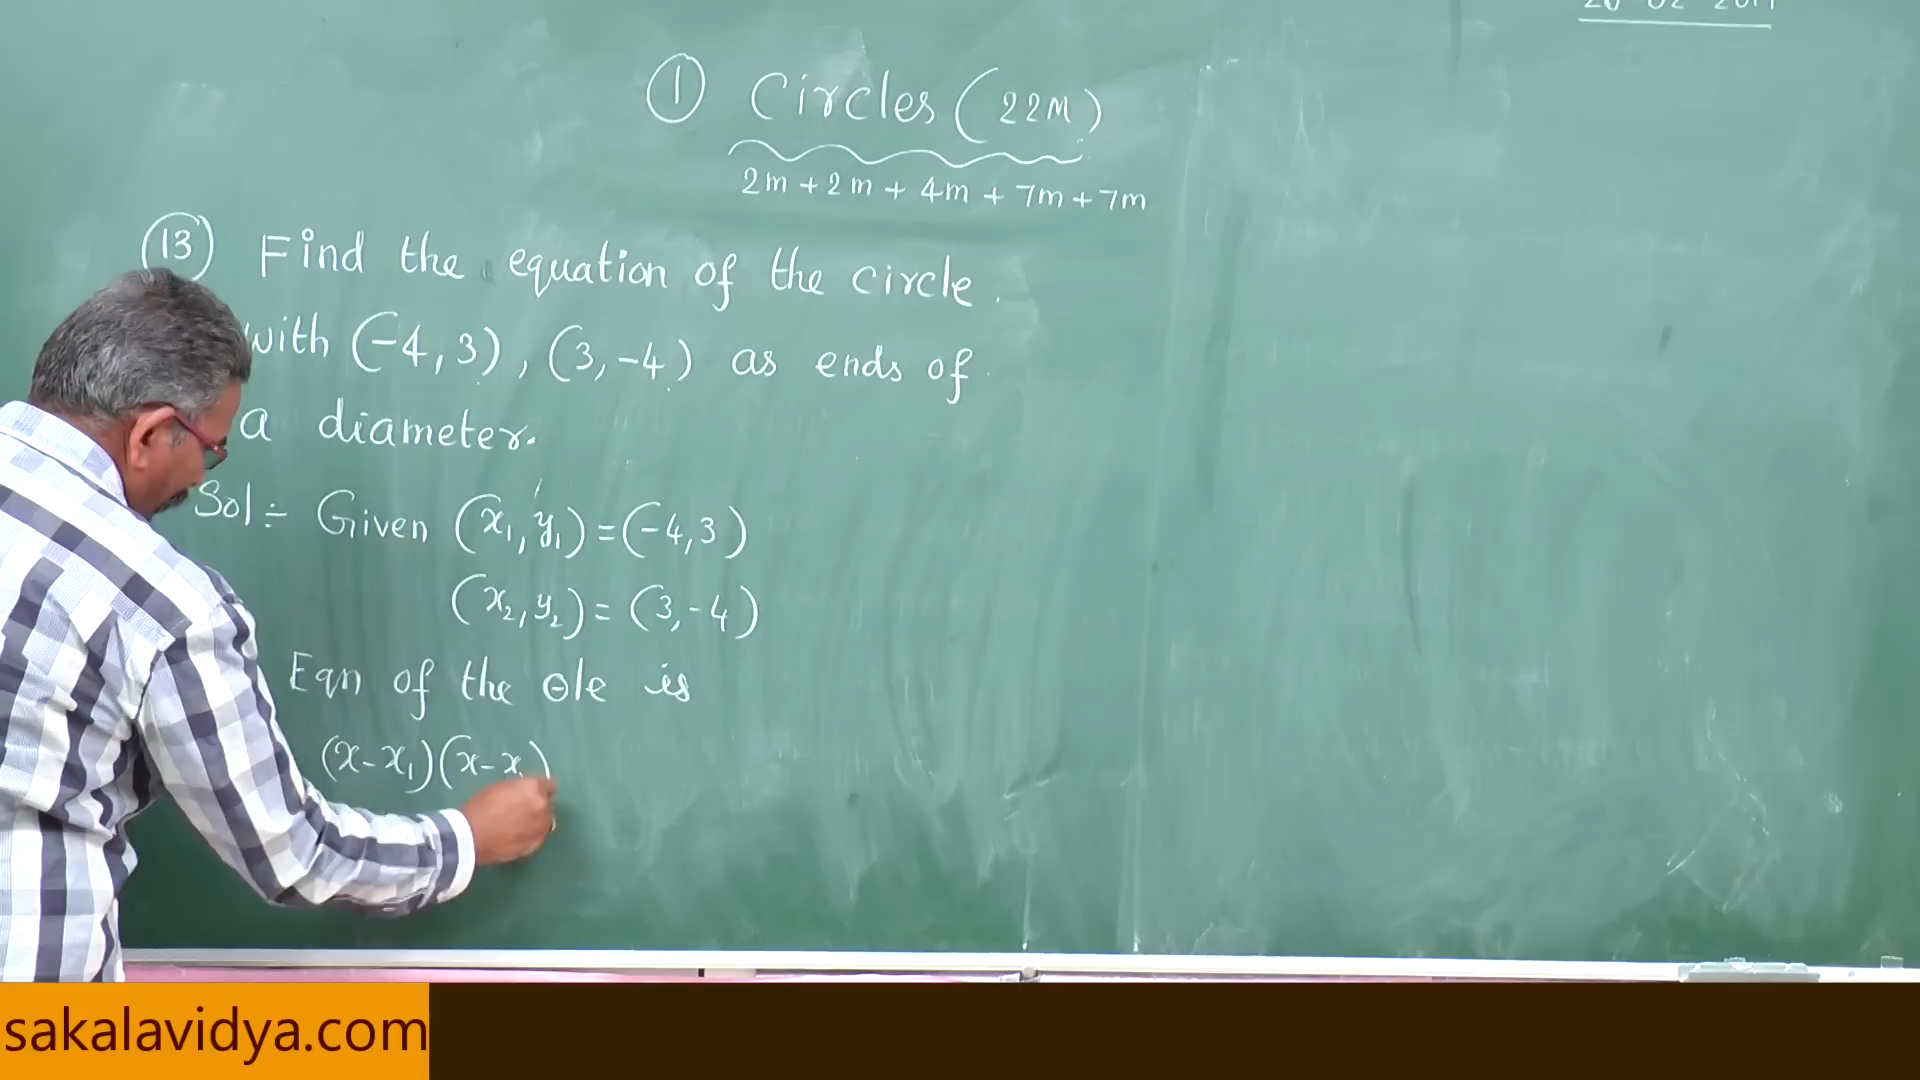 ① Circles (22M)
2m + 2m + 4m + 7m + 7m
⑬ Find the equation of the circle
with (-4, 3), (3, -4) as ends of
a diameter.
Sol÷ Given (x₁, y₁) = (-4, 3)
(x₂, y₂) = (3, -4)
Eqn of the Θle is
(x - x₁)(x - x
sakalavidya.com